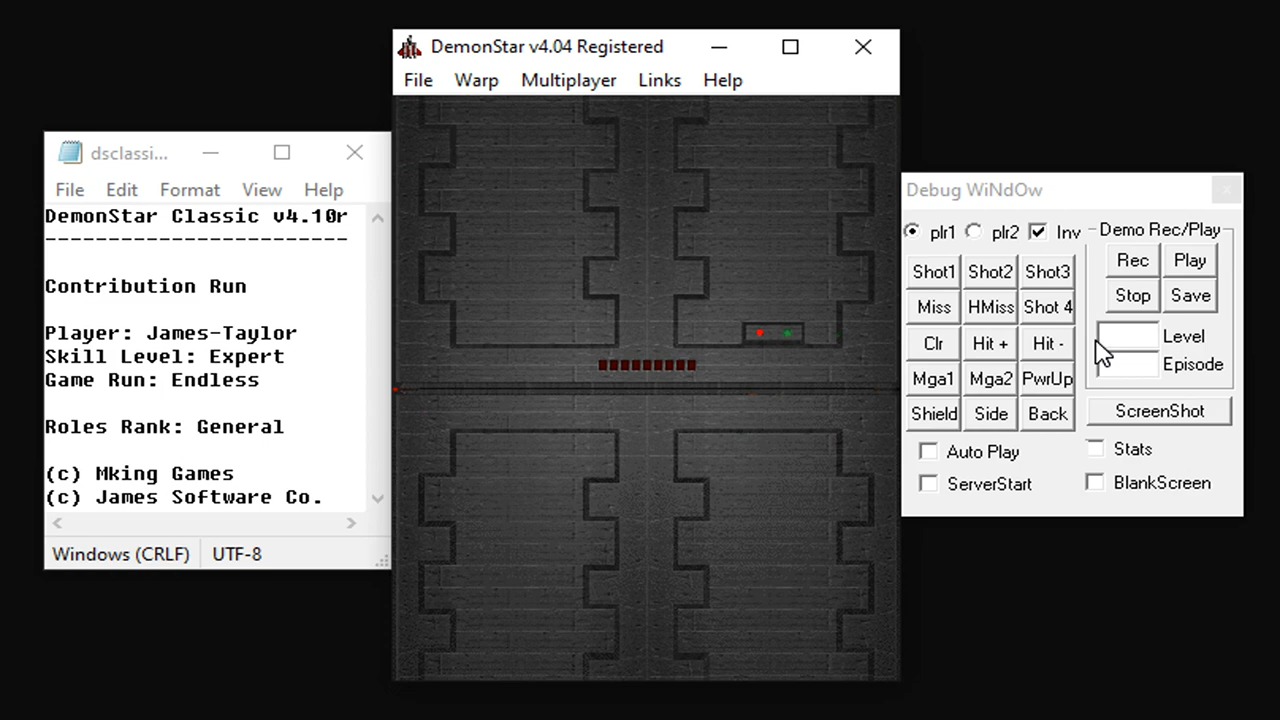 dsclassi...
File Edit Format View Help
DemonStar Classic v4.10r
------------------------
Contribution Run
Player: James-Taylor
Skill Level: Expert
Game Run: Endless
Roles Rank: General
(c) Mking Games
(c) James Software Co.
Windows (CRLF) UTF-8
DemonStar v4.04 Registered
File Warp Multiplayer Links Help
Debug WiNdOw
plr1 plr2 Inv
Shot1 Shot2 Shot3
Miss HMiss Shot 4
Clr Hit + Hit -
Mga1 Mga2 PwrUp
Shield Side Back
Auto Play
ServerStart
Demo Rec/Play
Rec Play
Stop Save
Level
Episode
ScreenShot
Stats
BlankScreen